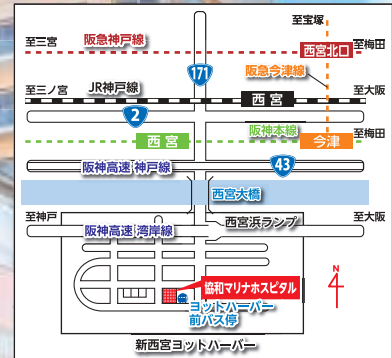 至宝塚
至三宮
阪急神戸線
西宮北口
至梅田
171
阪急今津線
至三ノ宮
JR神戸線
西宮
至大阪
2
阪神本線
西宮
今津
至梅田
阪神高速 神戸線
43
西宮大橋
至神戸
西宮浜ランプ
至大阪
阪神高速 湾岸線
協和マリナホスピタル
N
ヨットハーバー
前バス停
新西宮ヨットハーバー